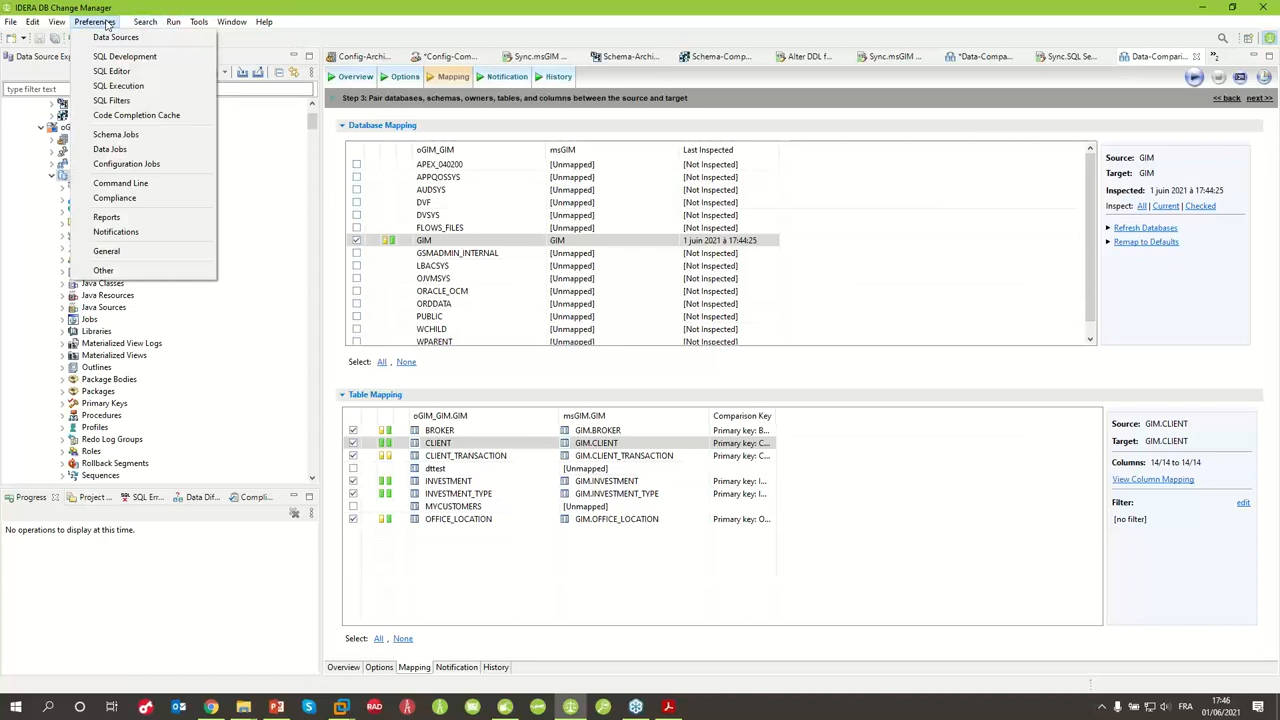 IDERA DB Change Manager
File Edit View Preferences Search Run Tools Window Help
Data Sources
SQL Development
SQL Editor
SQL Execution
SQL Filters
Code Completion Cache
Schema Jobs
Data Jobs
Configuration Jobs
Command Line
Compliance
Reports
Notifications
General
Other
Data Source Exp
type filter text
Java Classes
Java Resources
Java Sources
Jobs
Libraries
Materialized View Logs
Materialized Views
Outlines
Package Bodies
Packages
Primary Keys
Procedures
Profiles
Redo Log Groups
Roles
Rollback Segments
Sequences
Progress Project ... SQL Err... Data Dif... Compli...
No operations to display at this time.
Config-Archi... *Config-Com... Sync.msGIM ... Schema-Archi... Schema-Comp... Alter DDL f... *Data-Compa... Sync.SQL Se... Data-Compari...
Overview Options Mapping Notification History
Step 3: Pair databases, schemas, owners, tables, and columns between the source and target
<< back next >>
Database Mapping
oGIM_GIM msGIM Last Inspected
APEX_040200 [Unmapped] [Not Inspected]
APPQOSSYS [Unmapped] [Not Inspected]
AUDSYS [Unmapped] [Not Inspected]
DVF [Unmapped] [Not Inspected]
DVSYS [Unmapped] [Not Inspected]
FLOWS_FILES [Unmapped] [Not Inspected]
GIM GIM 1 juin 2021 à 17:44:25
GSMADMIN_INTERNAL [Unmapped] [Not Inspected]
LBACSYS [Unmapped] [Not Inspected]
OJVMSYS [Unmapped] [Not Inspected]
ORACLE_OCM [Unmapped] [Not Inspected]
ORDDATA [Unmapped] [Not Inspected]
PUBLIC [Unmapped] [Not Inspected]
WCHILD [Unmapped] [Not Inspected]
WPARENT [Unmapped] [Not Inspected]
Select: All , None
Source: GIM
Target: GIM
Inspected: 1 juin 2021 à 17:44:25
Inspect: All | Current | Checked
Refresh Databases
Remap to Defaults
Table Mapping
oGIM_GIM.GIM msGIM.GIM Comparison Key
BROKER GIM.BROKER Primary key: B...
CLIENT GIM.CLIENT Primary key: C...
CLIENT_TRANSACTION GIM.CLIENT_TRANSACTION Primary key: C...
dttest [Unmapped]
INVESTMENT GIM.INVESTMENT Primary key: I...
INVESTMENT_TYPE GIM.INVESTMENT_TYPE Primary key: I...
MYCUSTOMERS [Unmapped]
OFFICE_LOCATION GIM.OFFICE_LOCATION Primary key: O...
Select: All , None
Source: GIM.CLIENT
Target: GIM.CLIENT
Columns: 14/14 to 14/14
View Column Mapping
Filter: edit
[no filter]
Overview Options Mapping Notification History
RAD
FRA
17:46
01/06/2021